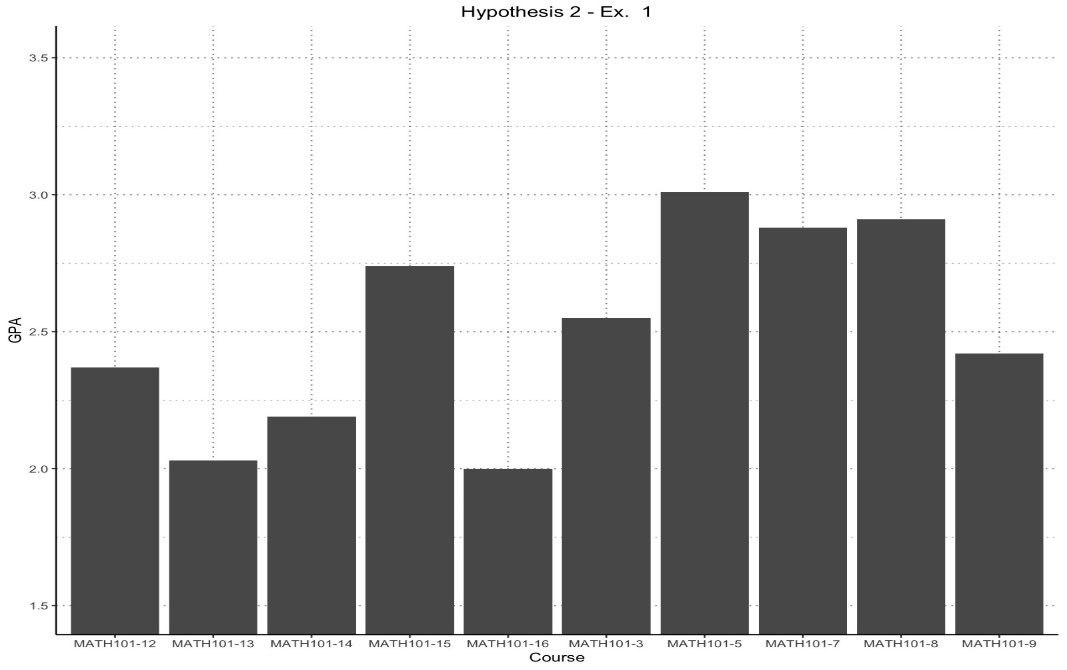 Hypothesis 2 - Ex.  1
GPA
3.5
3.0
2.5
2.0
1.5
MATH101-12 MATH101-13 MATH101-14 MATH101-15 MATH101-16 MATH101-3 MATH101-5 MATH101-7 MATH101-8 MATH101-9
Course